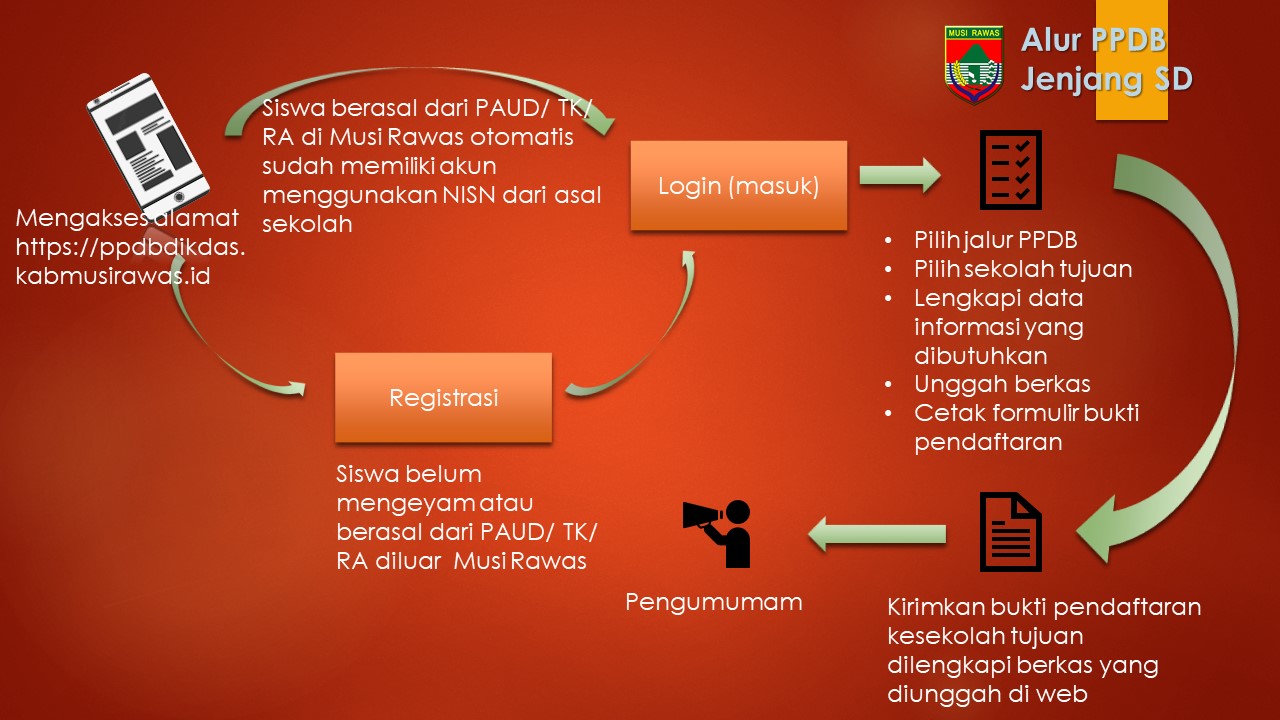 MUSI RAWAS
Alur PPDB
Jenjang SD
Mengakses alamat
https://ppdbdikdas.
kabmusirawas.id
Siswa berasal dari PAUD/ TK/
RA di Musi Rawas otomatis
sudah memiliki akun
menggunakan NISN dari asal
sekolah
Login (masuk)
Registrasi
Siswa belum
mengeyam atau
berasal dari PAUD/ TK/
RA diluar Musi Rawas
• Pilih jalur PPDB
• Pilih sekolah tujuan
• Lengkapi data
informasi yang
dibutuhkan
• Unggah berkas
• Cetak formulir bukti
pendaftaran
Kirimkan bukti pendaftaran
kesekolah tujuan
dilengkapi berkas yang
diunggah di web
Pengumumam